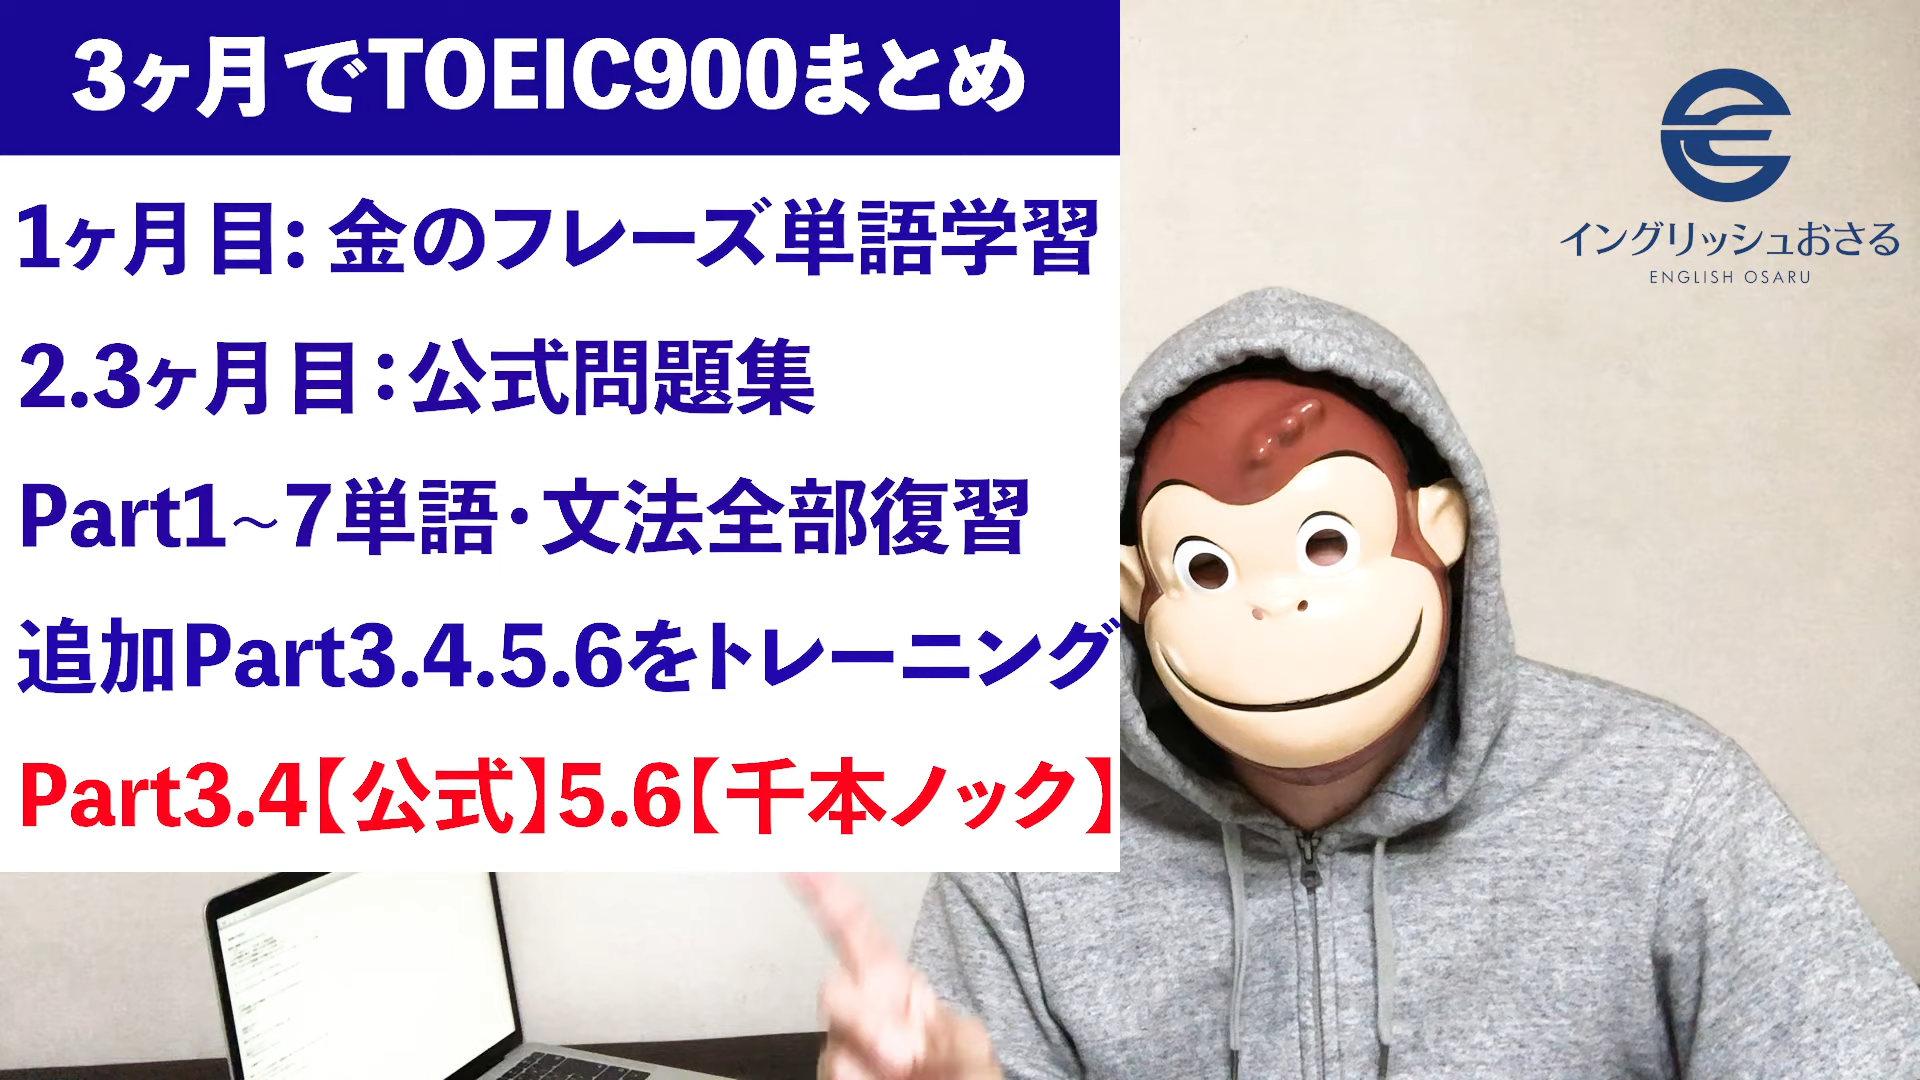 3ヶ月でTOEIC900まとめ
1ヶ月目: 金のフレーズ単語学習
2.3ヶ月目：公式問題集
Part1~7単語・文法全部復習
追加Part3.4.5.6をトレーニング
Part3.4【公式】5.6【千本ノック】
イングリッシュおさる
ENGLISH OSARU